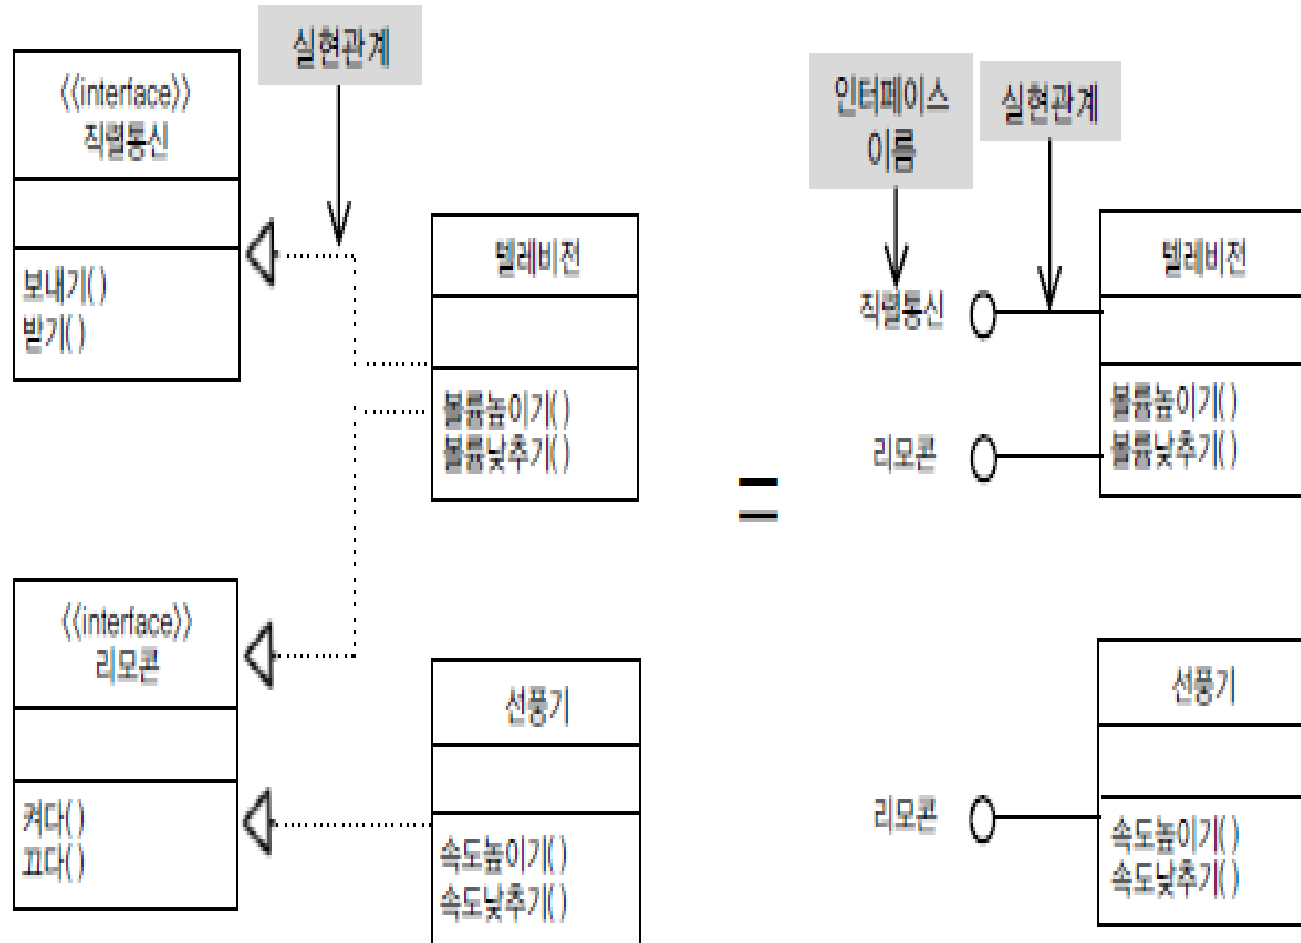 실현관계
<<interface>>
직렬통신
보내기( )
받기( )
텔레비전
볼륨높이기( )
볼륨낮추기( )
<<interface>>
리모콘
켜다( )
끄다( )
선풍기
속도높이기( )
속도낮추기( )
=
인터페이스
이름
실현관계
직렬통신
리모콘
텔레비전
볼륨높이기( )
볼륨낮추기( )
리모콘
선풍기
속도높이기( )
속도낮추기( )